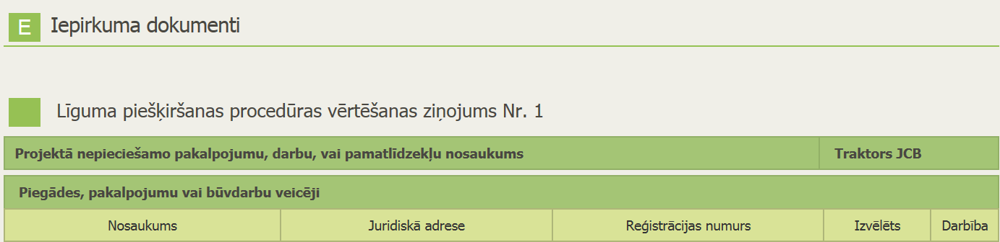 E Iepirkuma dokumenti
Līguma piešķiršanas procedūras vērtēšanas ziņojums Nr. 1
Projektā nepieciešamo pakalpojumu, darbu, vai pamatlīdzekļu nosaukums Traktors JCB
Piegādes, pakalpojumu vai būvdarbu veicēji
Nosaukums Juridiskā adrese Reģistrācijas numurs Izvēlēts Darbība